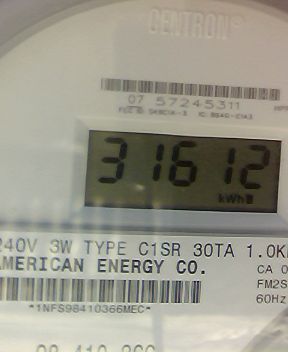 CENTRON®
07 57245311
31612
kWh
240V 3W TYPE C1SR 30TA 1.0K
AMERICAN ENERGY CO.
CA 0
FM2S
60Hz
*1NFS98410366MEC*